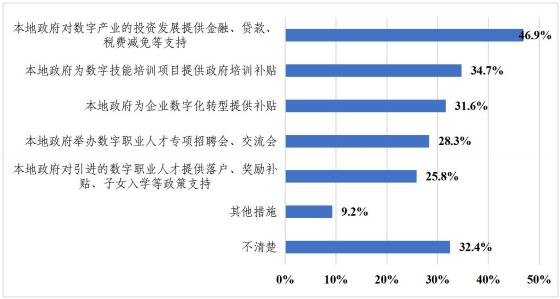 本地政府对数字产业的投资发展提供金融、贷款、
税费减免等支持
46.9%
本地政府为数字技能培训项目提供政府培训补贴
34.7%
本地政府为企业数字化转型提供补贴
31.6%
本地政府举办数字职业人才专项招聘会、交流会
28.3%
本地政府对引进的数字职业人才提供落户、奖励补
贴、子女入学等政策支持
25.8%
其他措施
9.2%
不清楚
32.4%
0% 10% 20% 30% 40% 50%